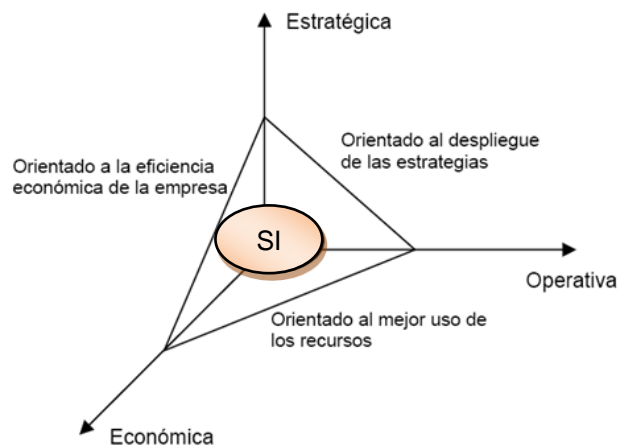 Estratégica
Orientado al despliegue
de las estrategias
Orientado a la eficiencia
económica de la empresa
SI
Operativa
Orientado al mejor uso de
los recursos
Económica